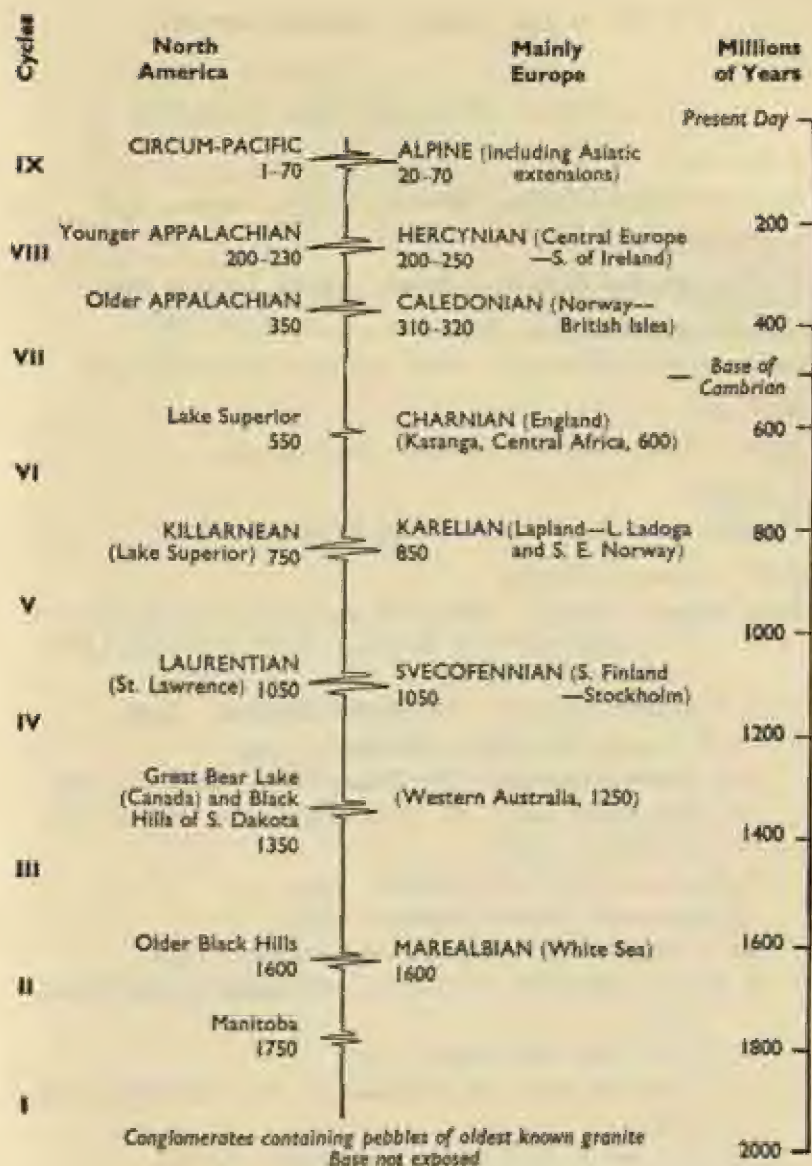 Cycles
North America
Mainly Europe
Millions of Years
Present Day
IX
CIRCUM-PACIFIC
1-70
ALPINE (Including Asiatic
20-70 extensions)
200
VIII
Younger APPALACHIAN
200-230
HERCYNIAN (Central Europe
200-250 —S. of Ireland)
Older APPALACHIAN
350
CALEDONIAN (Norway—
310-320 British Isles)
400
VII
Base of
Cambrian
Lake Superior
550
CHARNIAN (England)
(Katanga, Central Africa, 600)
600
VI
KILLARNEAN
(Lake Superior) 750
KARELIAN (Lapland—L. Ladoga
850 and S. E. Norway)
800
V
1000
LAURENTIAN
(St. Lawrence) 1050
SVECOFENNIAN (S. Finland
1050 —Stockholm)
IV
1200
Great Bear Lake
(Canada) and Black
Hills of S. Dakota
1350
(Western Australia, 1250)
1400
III
Older Black Hills
1600
MAREALBIAN (White Sea)
1600
1600
II
Manitoba
1750
1800
I
Conglomerates containing pebbles of oldest known granite
Base not exposed
2000